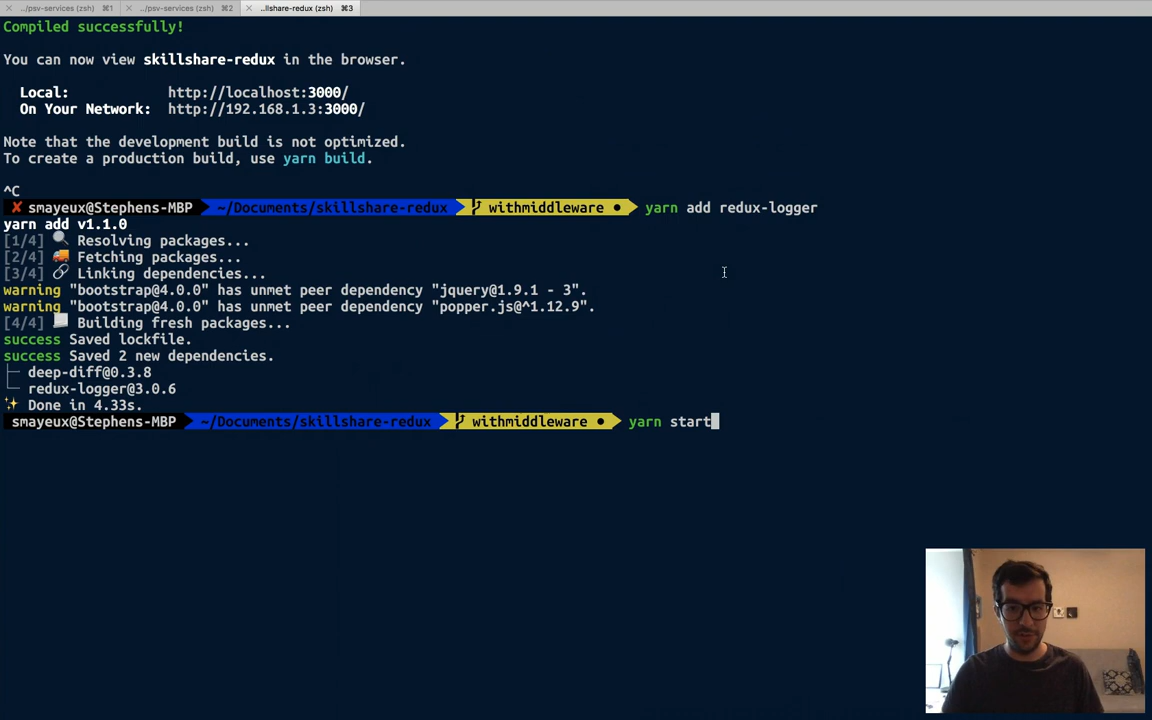 ../psv-services (zsh) ⌘1 ../psv-services (zsh) ⌘2 ..llshare-redux (zsh) ⌘3
Compiled successfully!
You can now view skillshare-redux in the browser.
Local: http://localhost:3000/
On Your Network: http://192.168.1.3:3000/
Note that the development build is not optimized.
To create a production build, use yarn build.
^C
✘ smayeux@Stephens-MBP ~/Documents/skillshare-redux withmiddleware ● yarn add redux-logger
yarn add v1.1.0
[1/4] 🔍 Resolving packages...
[2/4] 🚚 Fetching packages...
[3/4] 🔗 Linking dependencies...
warning "bootstrap@4.0.0" has unmet peer dependency "jquery@1.9.1 - 3".
warning "bootstrap@4.0.0" has unmet peer dependency "popper.js@^1.12.9".
[4/4] 📃 Building fresh packages...
success Saved lockfile.
success Saved 2 new dependencies.
├─ deep-diff@0.3.8
└─ redux-logger@3.0.6
✨ Done in 4.33s.
smayeux@Stephens-MBP ~/Documents/skillshare-redux withmiddleware ● yarn start